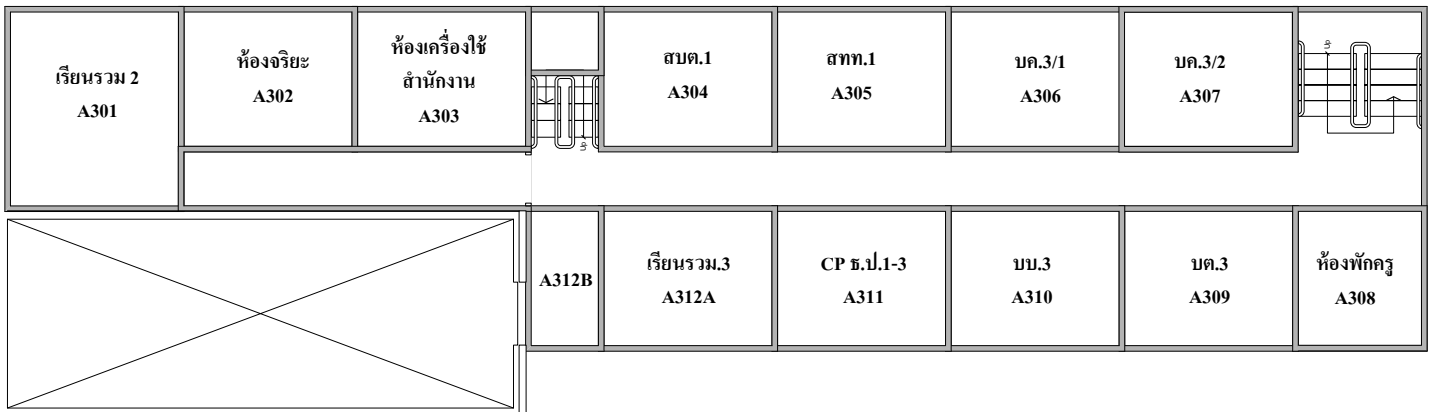 เรียนรวม 2
A301
ห้องจริยะ
A302
ห้องเครื่องใช้
สำนักงาน
A303
Up
สบต.1
A304
สทท.1
A305
บค.3/1
A306
บค.3/2
A307
Up
A312B
เรียนรวม.3
A312A
CP ธ.ป.1-3
A311
บบ.3
A310
บต.3
A309
ห้องพักครู
A308